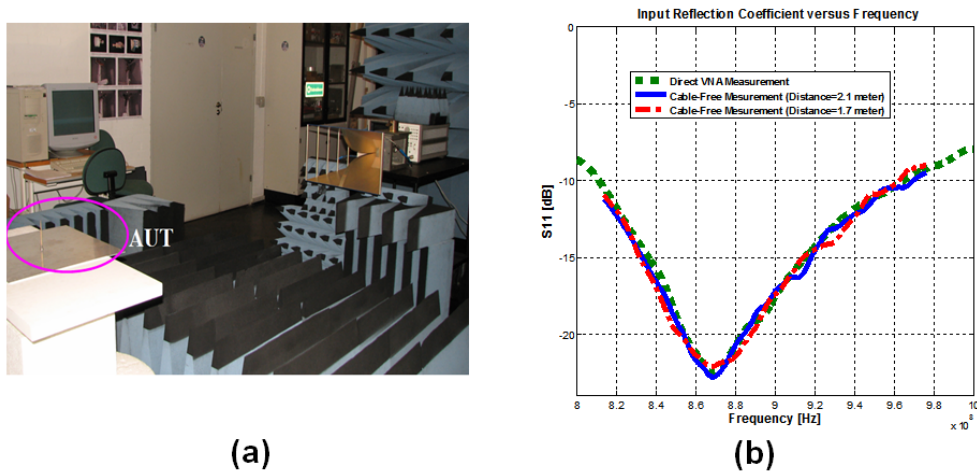 (a)
AUT
(b)
Input Reflection Coefficient versus Frequency
0
-5
-10
-15
-20
S11 [dB]
Direct VNA Measurement
Cable-Free Mesurement (Distance=2.1 meter)
Cable-Free Mesurement (Distance=1.7 meter)
8 8.2 8.4 8.6 8.8 9 9.2 9.4 9.6 9.8 10
Frequency [Hz]
x 10⁸
(a)
(b)